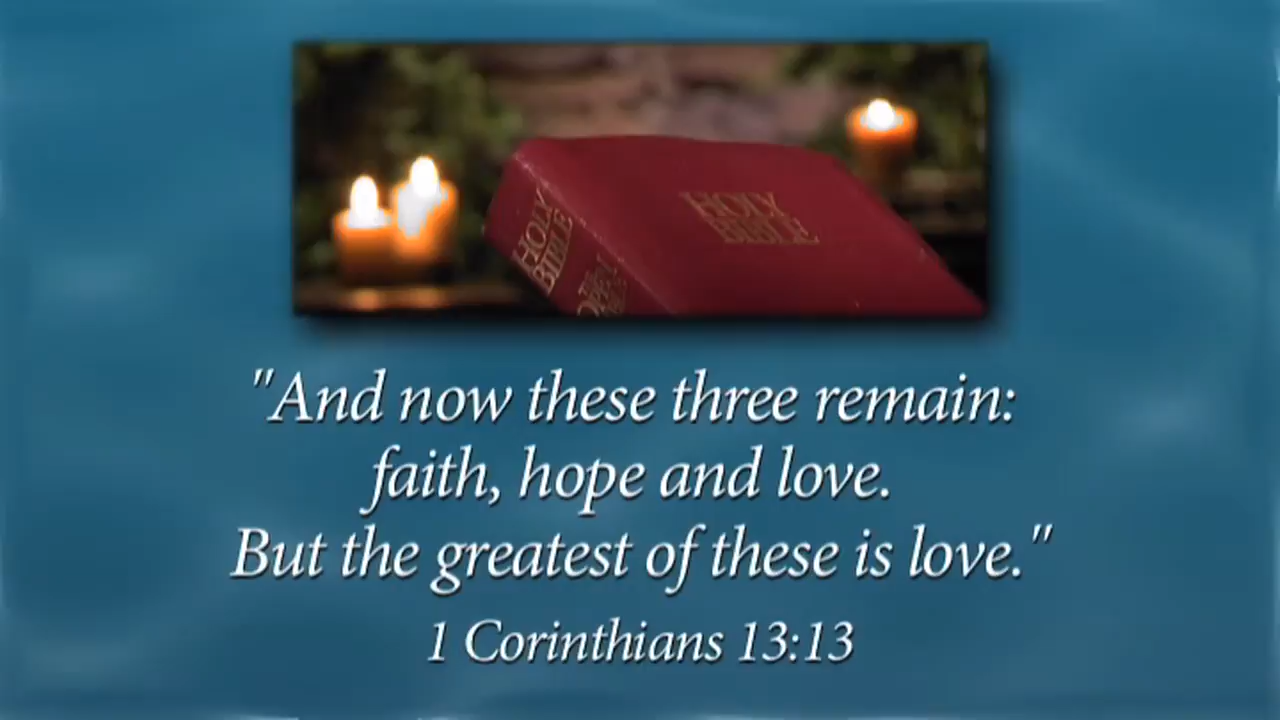 HOLY
BIBLE
HOLY
BIBLE
"And now these three remain:
faith, hope and love.
But the greatest of these is love."
1 Corinthians 13:13